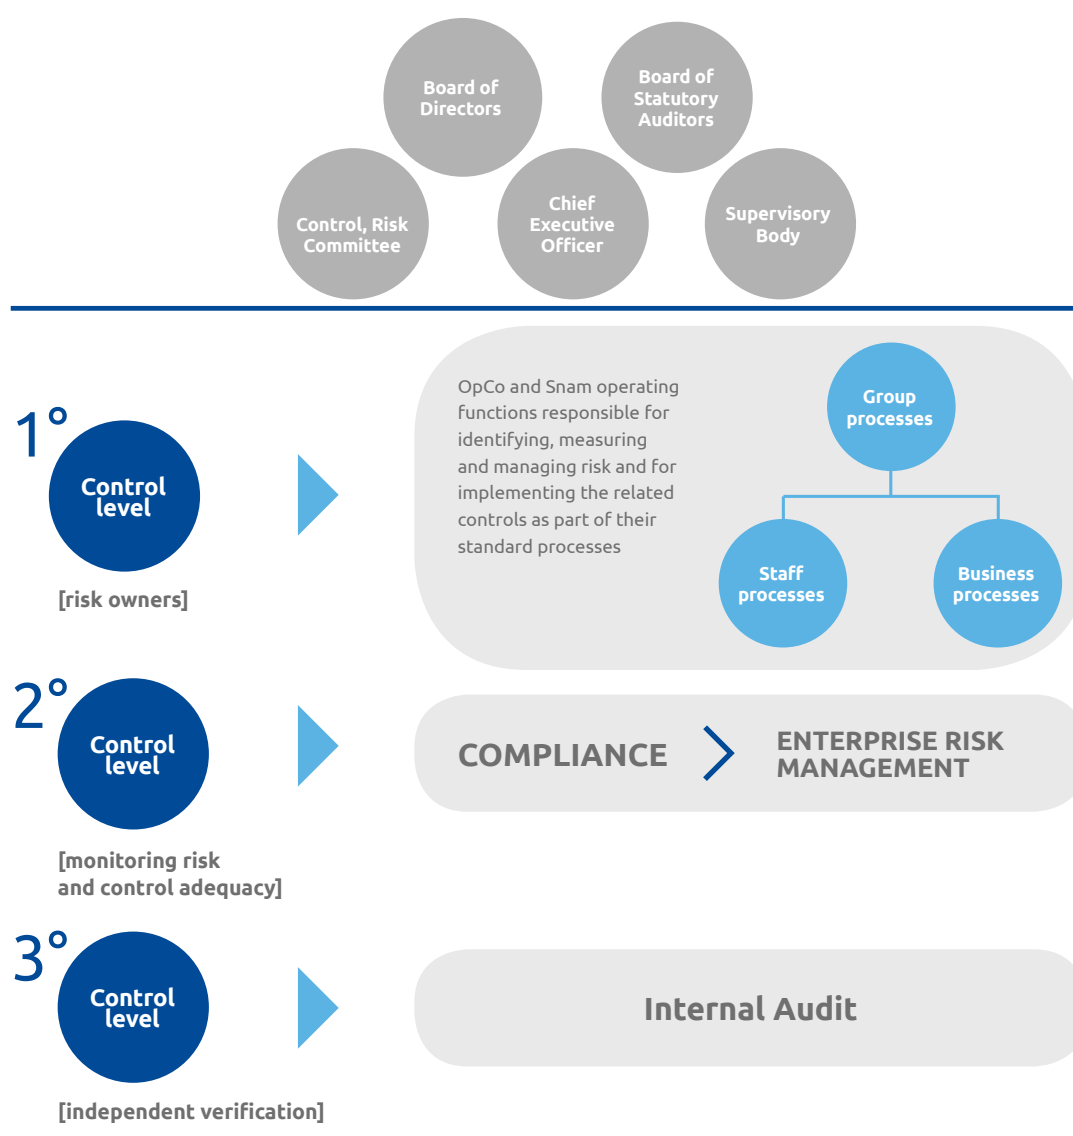 Board of
Directors
Board of
Statutory
Auditors
Control, Risk
Committee
Chief
Executive
Officer
Supervisory
Body
1°
Control
level
[risk owners]
OpCo and Snam operating
functions responsible for
identifying, measuring
and managing risk and for
implementing the related
controls as part of their
standard processes
Group
processes
Staff
processes
Business
processes
2°
Control
level
[monitoring risk
and control adequacy]
COMPLIANCE
ENTERPRISE RISK
MANAGEMENT
3°
Control
level
[independent verification]
Internal Audit